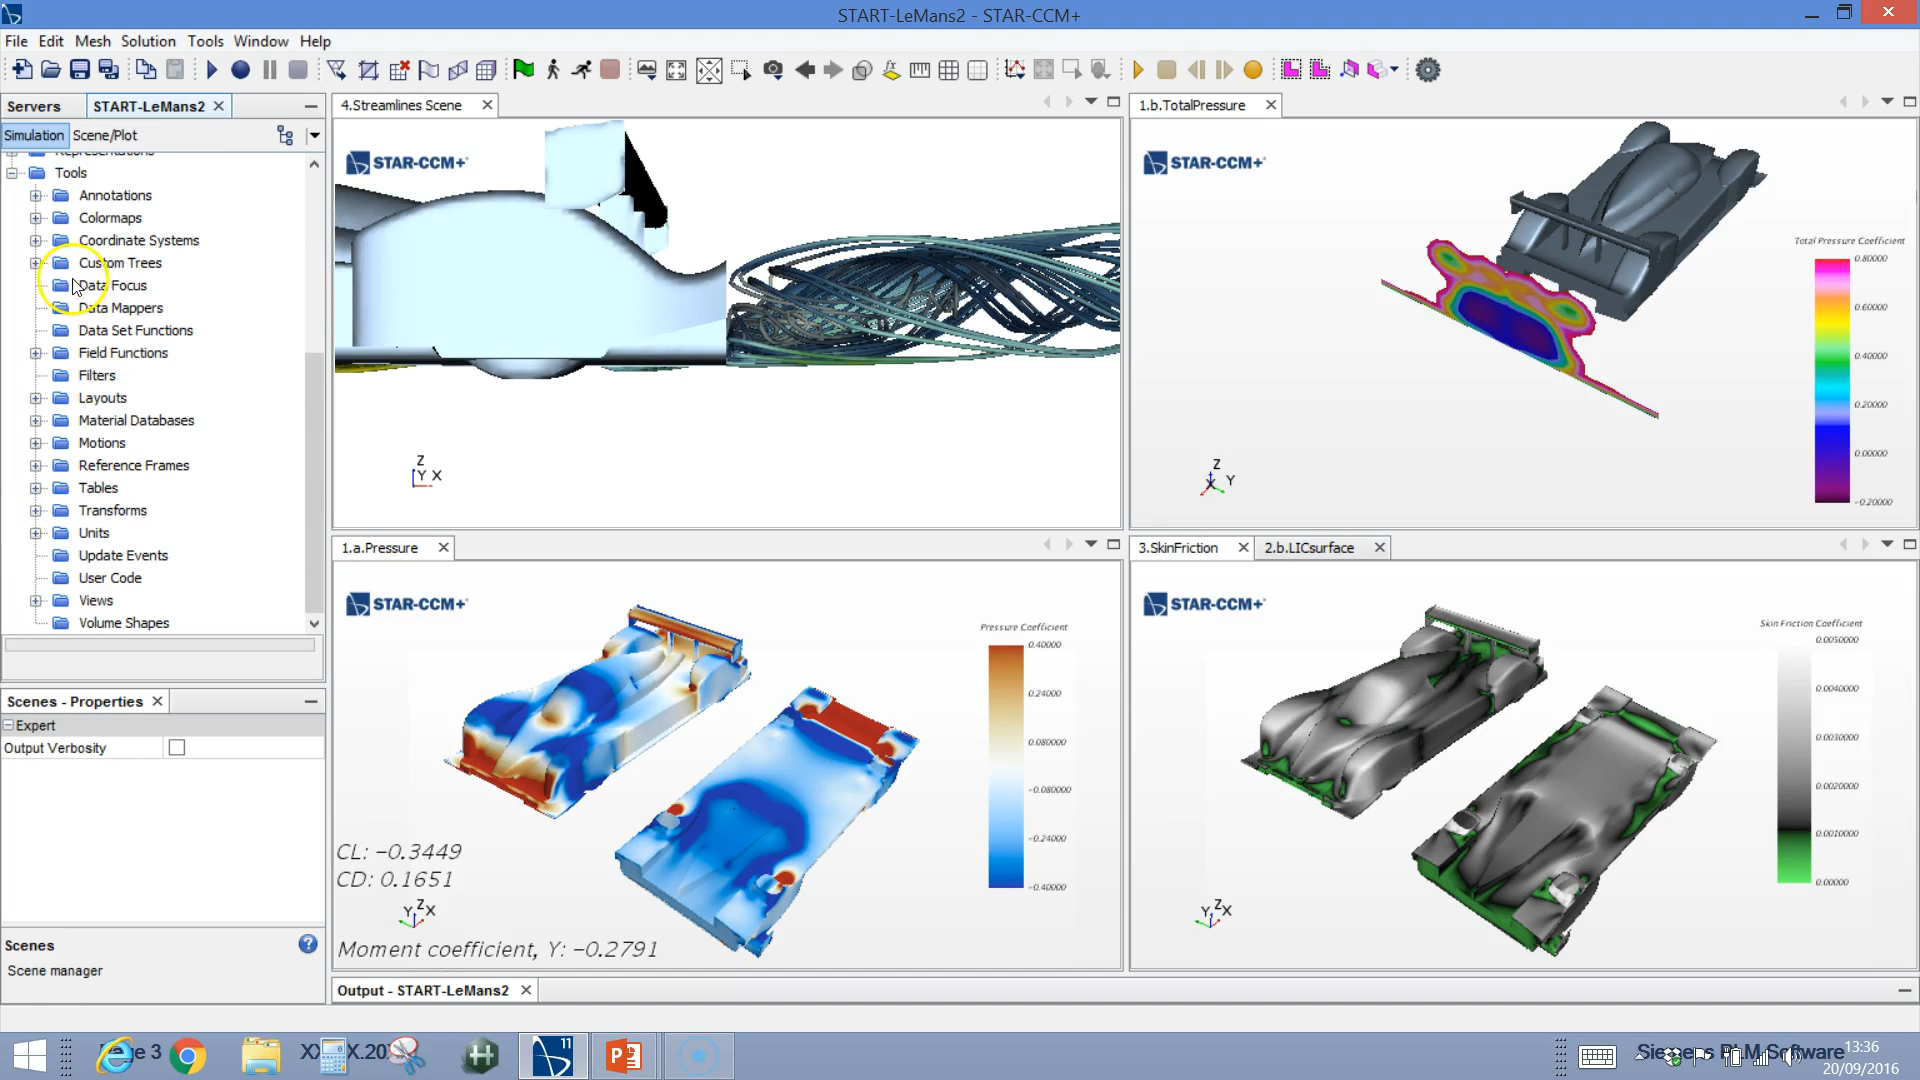 START-LeMans2 - STAR-CCM+
File Edit Mesh Solution Tools Window Help
Servers START-LeMans2
Simulation Scene/Plot
Representations
Tools
Annotations
Colormaps
Coordinate Systems
Custom Trees
Data Focus
Data Mappers
Data Set Functions
Field Functions
Filters
Layouts
Material Databases
Motions
Reference Frames
Tables
Transforms
Units
Update Events
User Code
Views
Volume Shapes
Scenes - Properties
Expert
Output Verbosity
Scenes
Scene manager
4.Streamlines Scene
STAR-CCM+
Z
Y X
1.b.TotalPressure
STAR-CCM+
Total Pressure Coefficient
0.80000
0.60000
0.40000
0.20000
0.00000
-0.20000
Z
X Y
1.a.Pressure
STAR-CCM+
Pressure Coefficient
0.40000
0.24000
0.080000
-0.080000
-0.24000
-0.40000
CL: -0.3449
CD: 0.1651
Y Z X
Moment coefficient, Y: -0.2791
3.SkinFriction 2.b.LICsurface
STAR-CCM+
Skin Friction Coefficient
0.0050000
0.0040000
0.0030000
0.0020000
0.0010000
0.00000
Y Z X
Output - START-LeMans2
11
Siemens PLM Software
13:36
20/09/2016